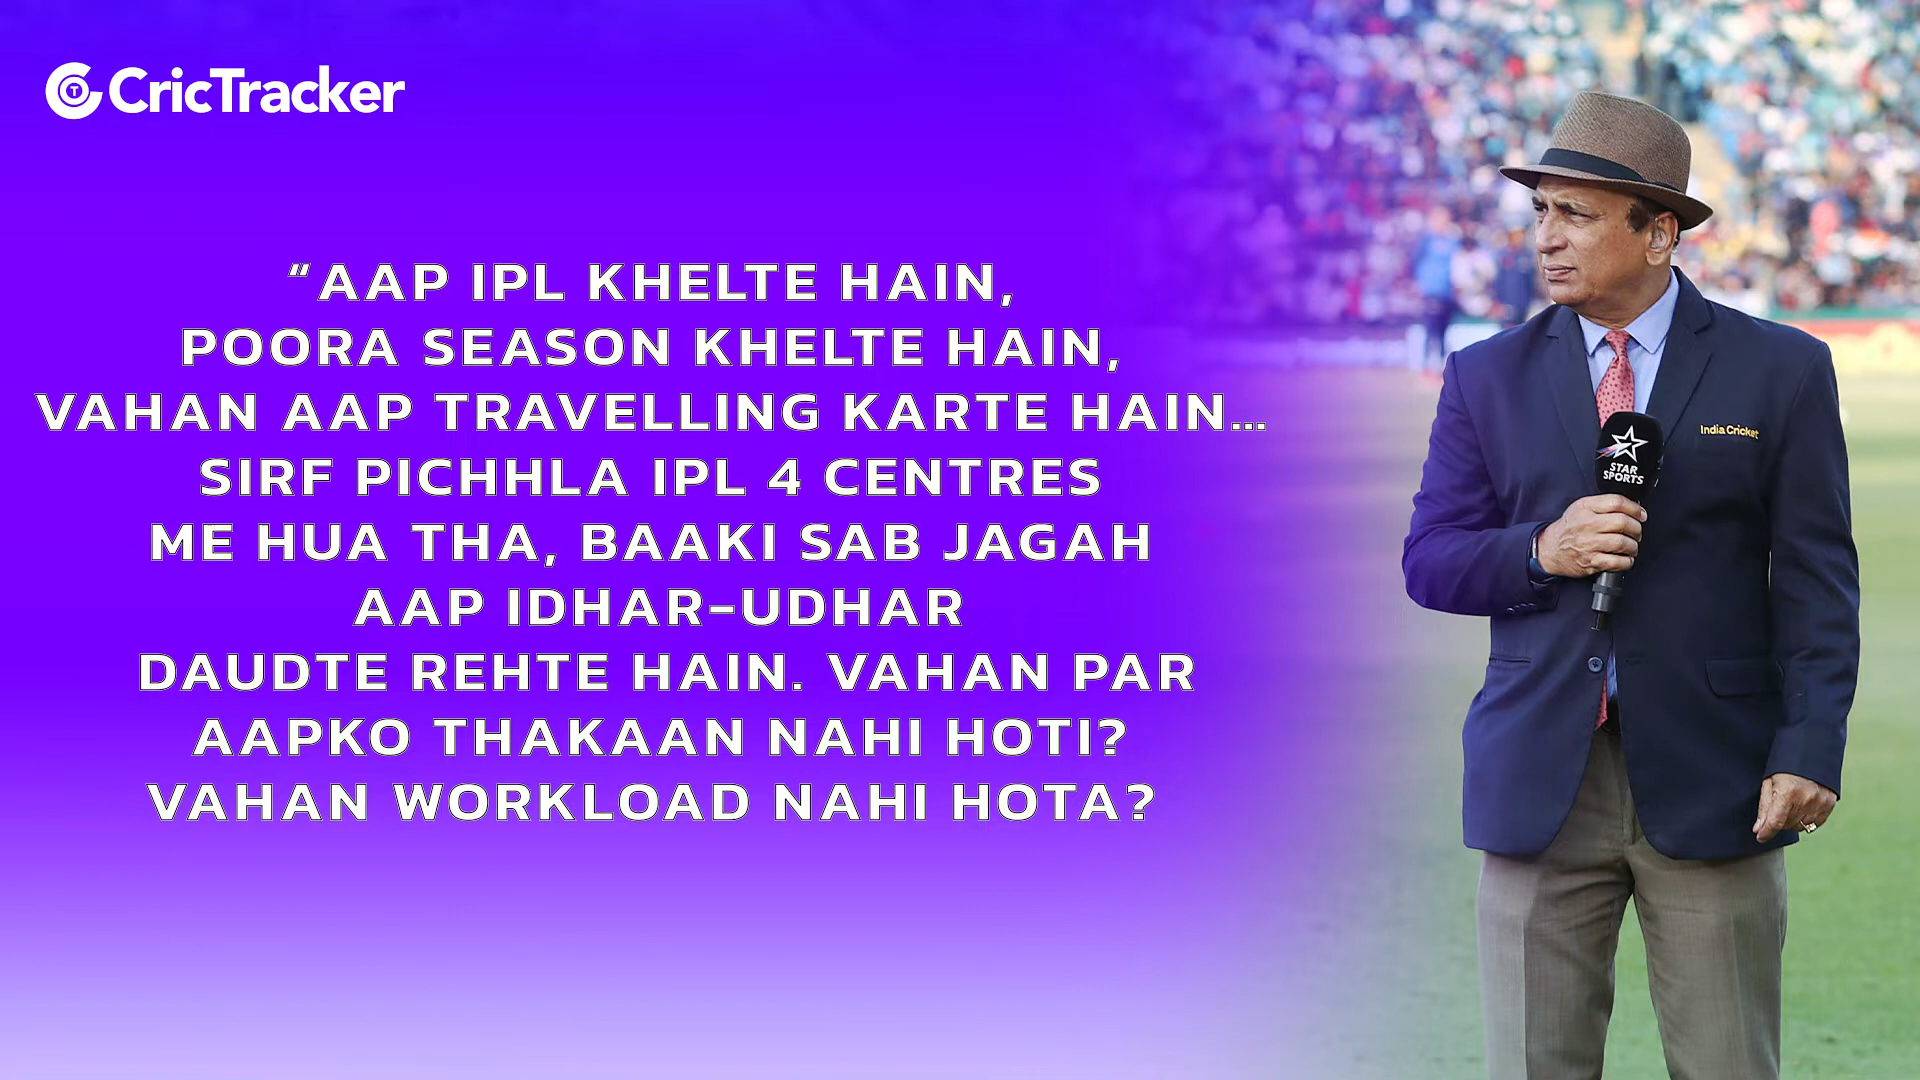 CricTracker
“AAP IPL KHELTE HAIN,
POORA SEASON KHELTE HAIN,
VAHAN AAP TRAVELLING KARTE HAIN...
SIRF PICHHLA IPL 4 CENTRES
ME HUA THA, BAAKI SAB JAGAH
AAP IDHAR-UDHAR
DAUDTE REHTE HAIN. VAHAN PAR
AAPKO THAKAAN NAHI HOTI?
VAHAN WORKLOAD NAHI HOTA?
India Cricket
STAR
SPORTS